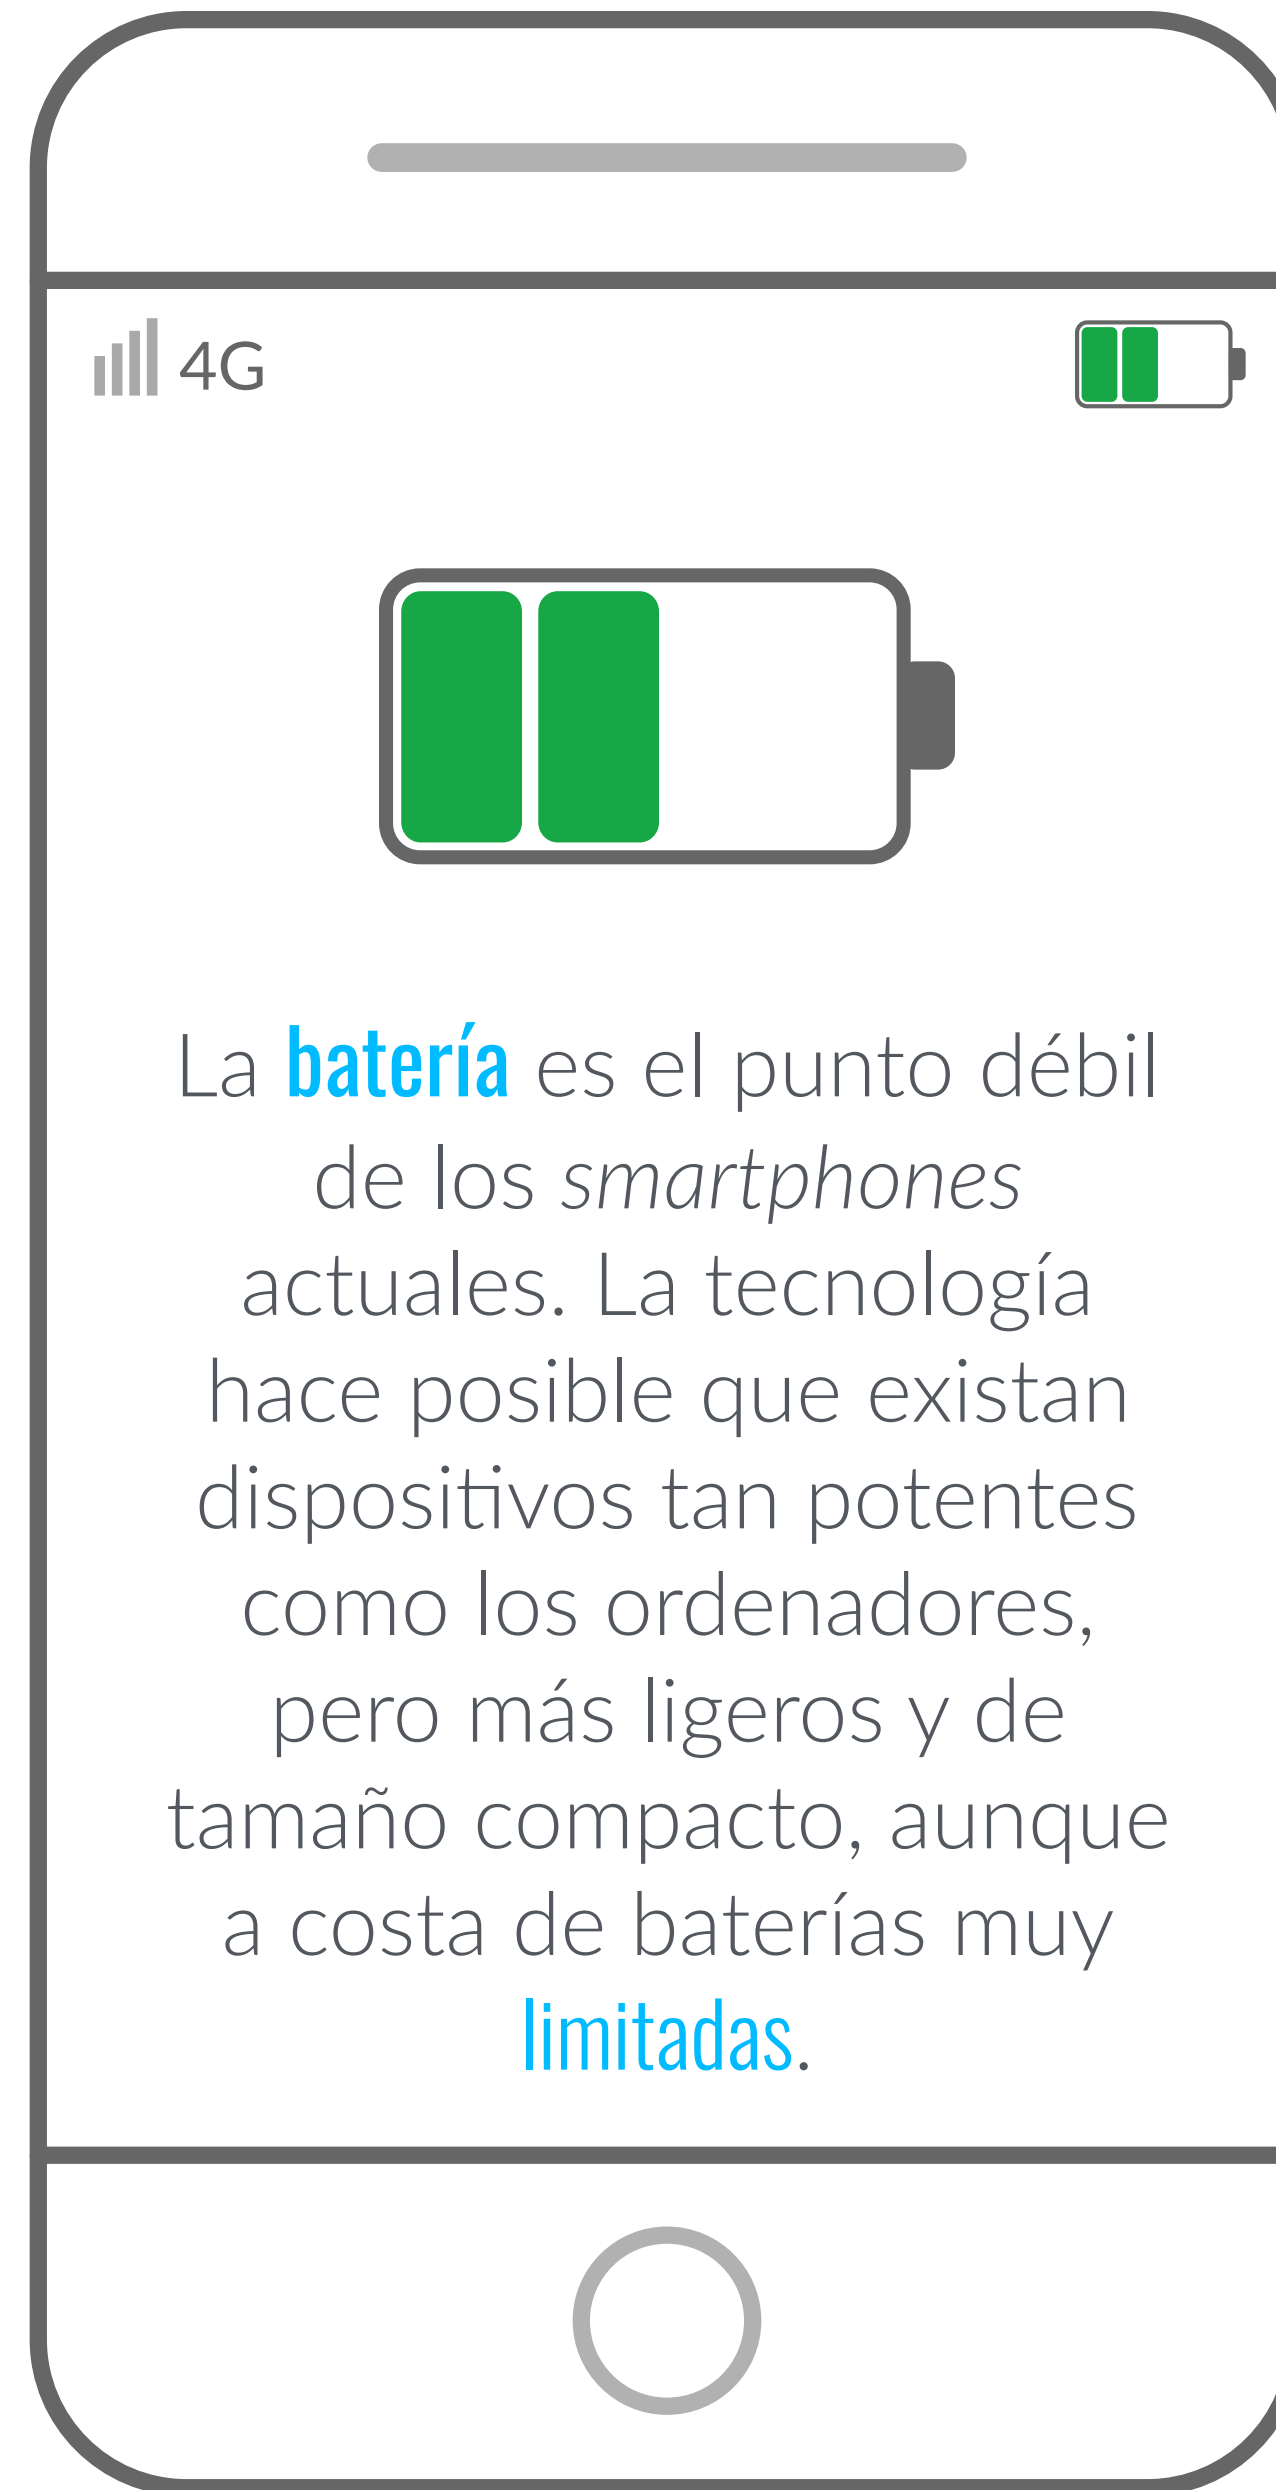 4G
La batería es el punto débil
de los smartphones
actuales. La tecnología
hace posible que existan
dispositivos tan potentes
como los ordenadores,
pero más ligeros y de
tamaño compacto, aunque
a costa de baterías muy
limitadas.